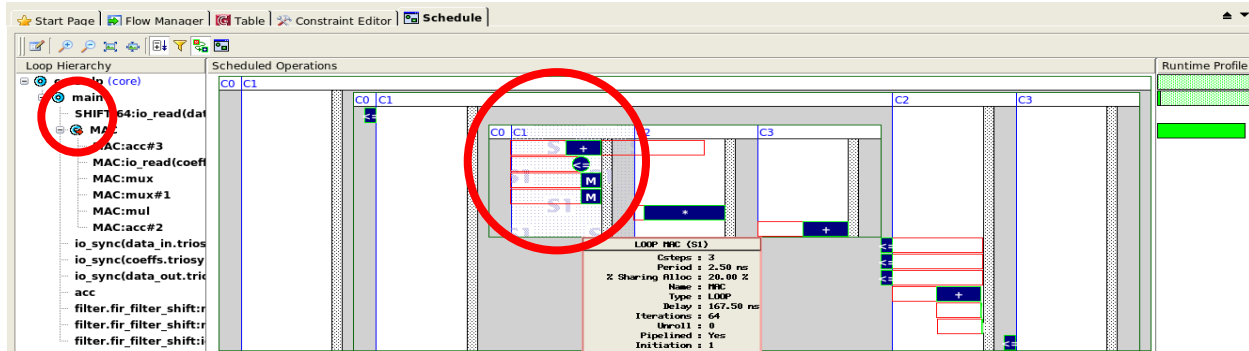 Start Page Flow Manager Table Constraint Editor Schedule
Loop Hierarchy Scheduled Operations Runtime Profile
(core) C0 C1
main C0 C1 C2 C3
SHIFT 64:io_read(dat <=
MAC C0 C1 C3
MAC:acc#3 +
MAC:io_read(coeff <=
MAC:mux M
MAC:mux#1 M
MAC:mul *
MAC:acc#2 +
io_sync(data_in.trios
io_sync(coeffs.triosy
io_sync(data_out.trio
acc +
filter.fir_filter_shift:r
filter.fir_filter_shift:r
filter.fir_filter_shift:i
S1
S1
LOOP MAC (S1)
Csteps : 3
Period : 2.50 ns
% Sharing Alloc : 20.00 %
Name : MAC
Type : LOOP
Delay : 167.50 ns
Iterations : 64
Unroll : 0
Pipelined : Yes
Initiation : 1